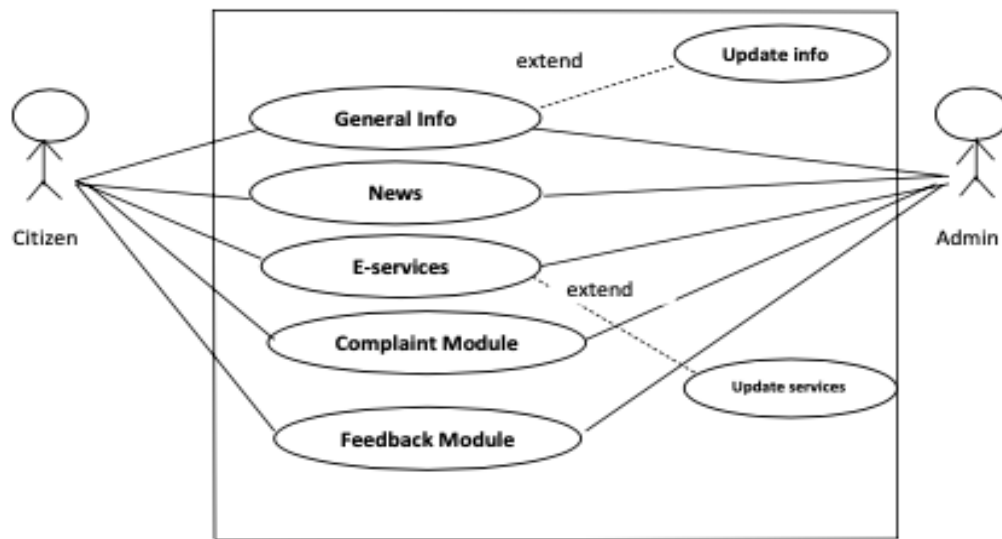 Update info
extend
General Info
News
Citizen
Admin
E-services
extend
Complaint Module
Update services
Feedback Module